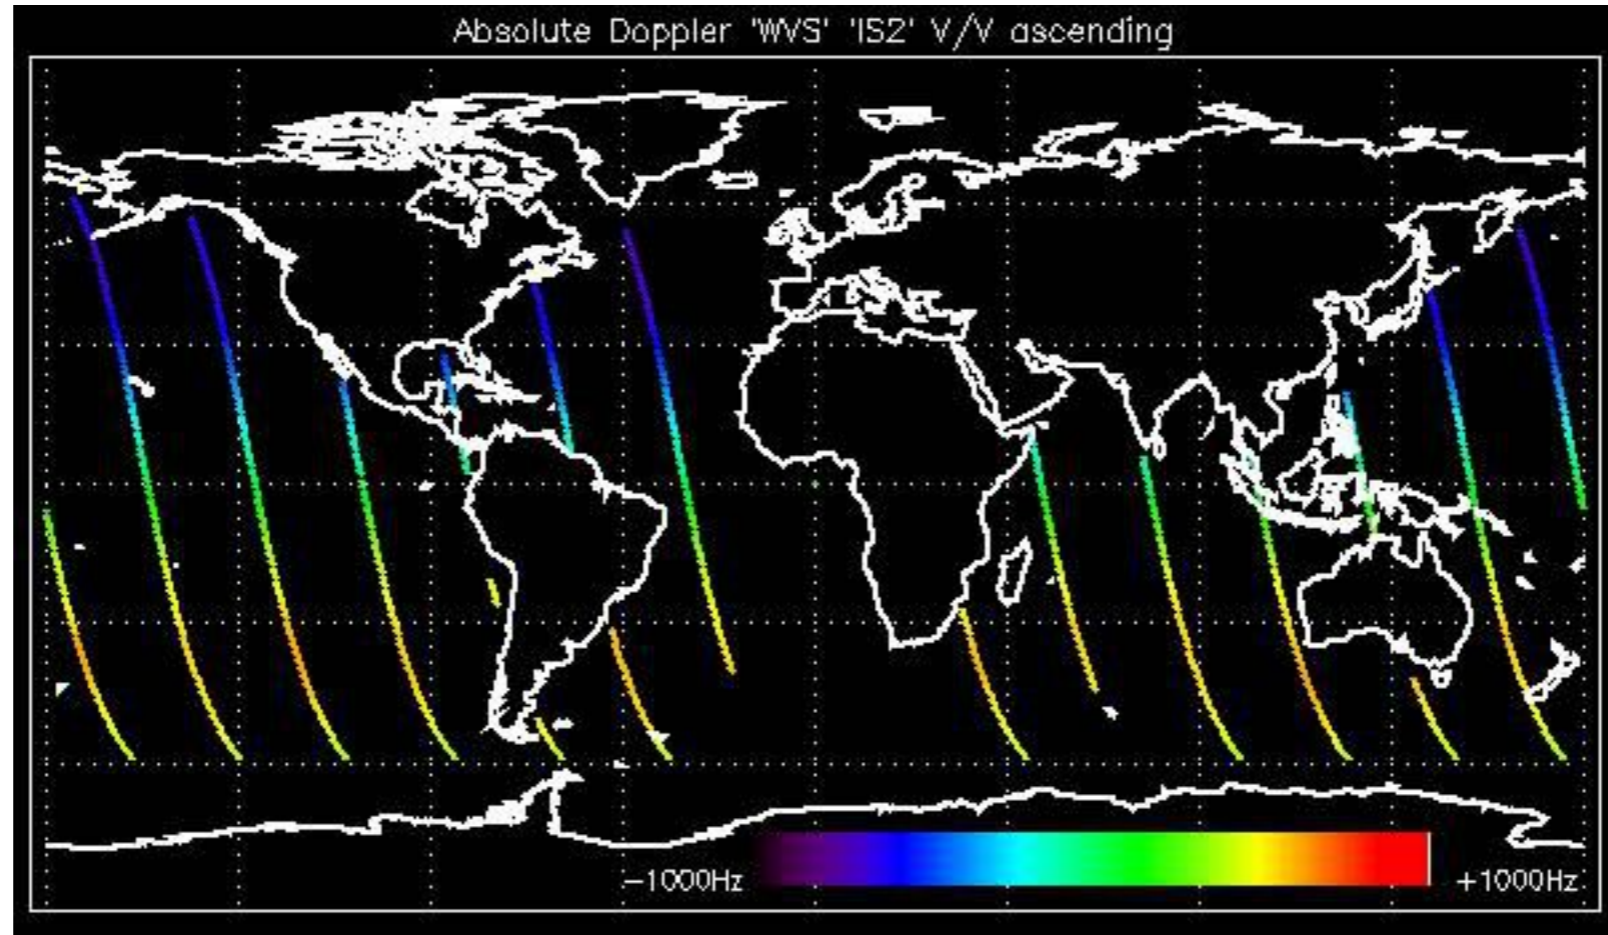 Absolute Doppler 'WVS' 'IS2' V/V ascending
−1000Hz
+1000Hz